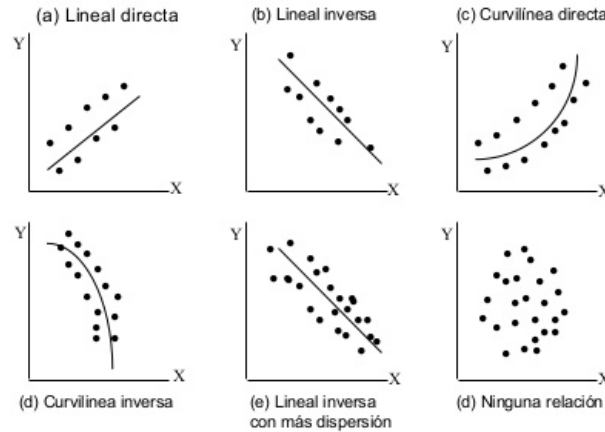 (a) Lineal directa
(b) Lineal inversa
(c) Curvilínea directa
Y
Y
Y
X
X
X
Y
Y
Y
X
X
X
(d) Curvilinea inversa
(e) Lineal inversa
con más dispersión
(d) Ninguna relación